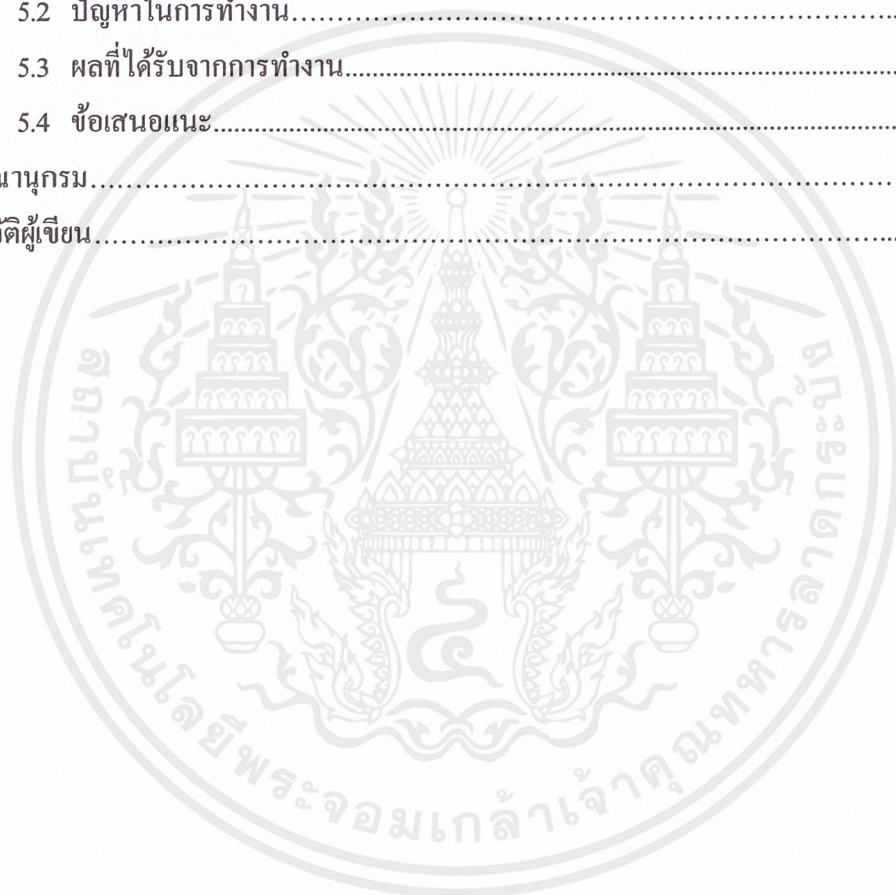 5.2 ปัญหาในการทำงาน
5.3 ผลที่ได้รับจากการทำงาน
5.4 ข้อเสนอแนะ
ณานุกรม
ัติผู้เขียน
สถาบันเทคโนโลยีพระจอมเกล้าเจ้าคุณทหารลาดกระบัง